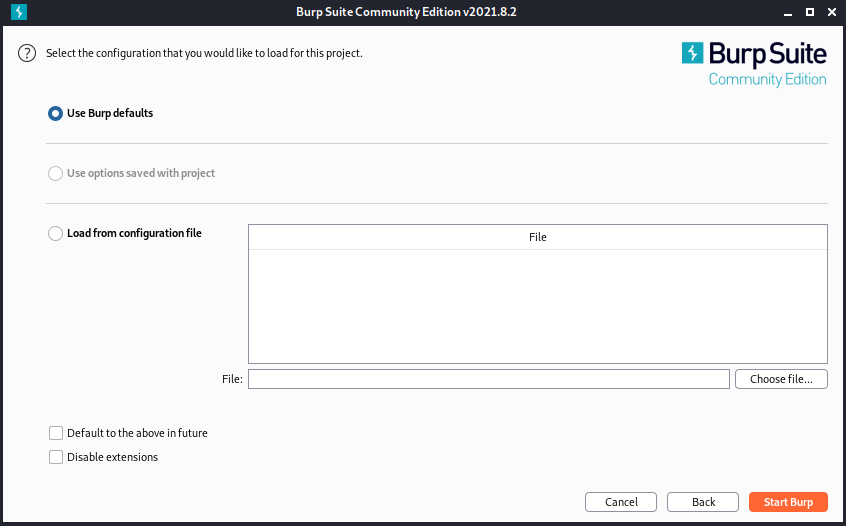 Burp Suite Community Edition v2021.8.2
? Select the configuration that you would like to load for this project.
Burp Suite
Community Edition
Use Burp defaults
Use options saved with project
Load from configuration file
File
File:
Choose file...
Default to the above in future
Disable extensions
Cancel
Back
Start Burp